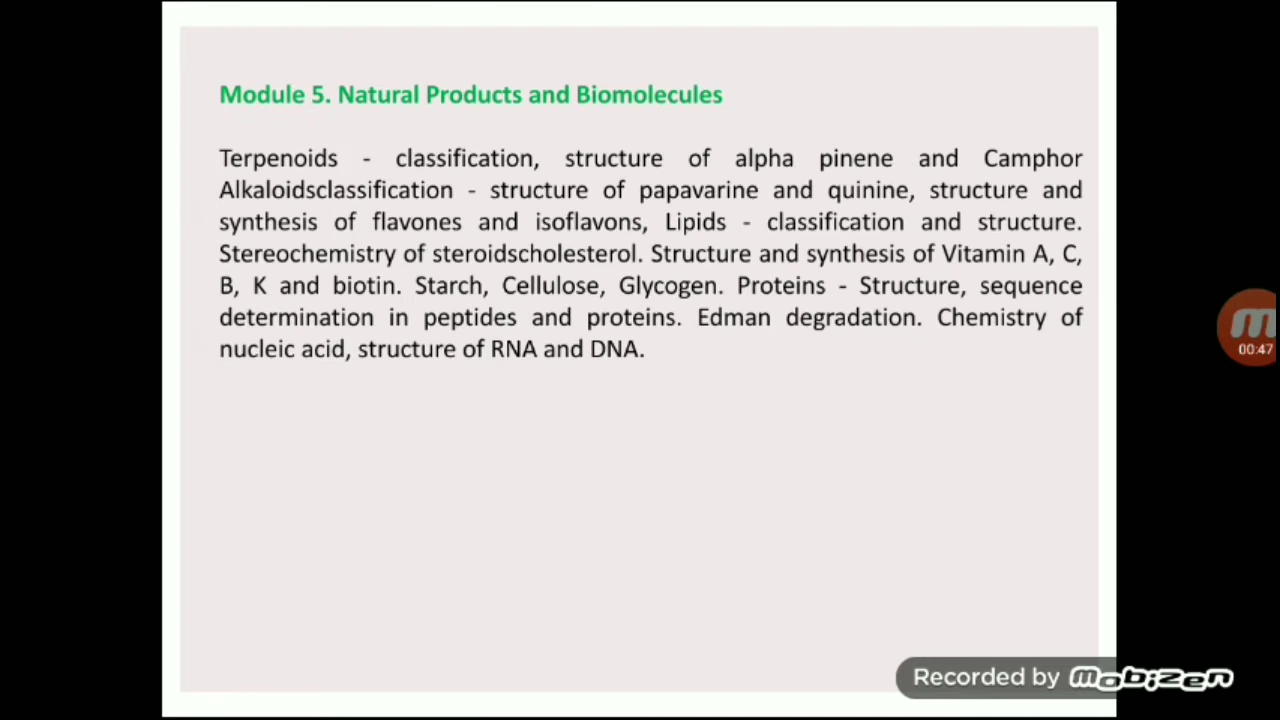 Module 5. Natural Products and Biomolecules
Terpenoids - classification, structure of alpha pinene and Camphor
Alkaloidsclassification - structure of papavarine and quinine, structure and
synthesis of flavones and isoflavons, Lipids - classification and structure.
Stereochemistry of steroidscholesterol. Structure and synthesis of Vitamin A, C,
B, K and biotin. Starch, Cellulose, Glycogen. Proteins - Structure, sequence
determination in peptides and proteins. Edman degradation. Chemistry of
nucleic acid, structure of RNA and DNA.
00:47
Recorded by mobizen